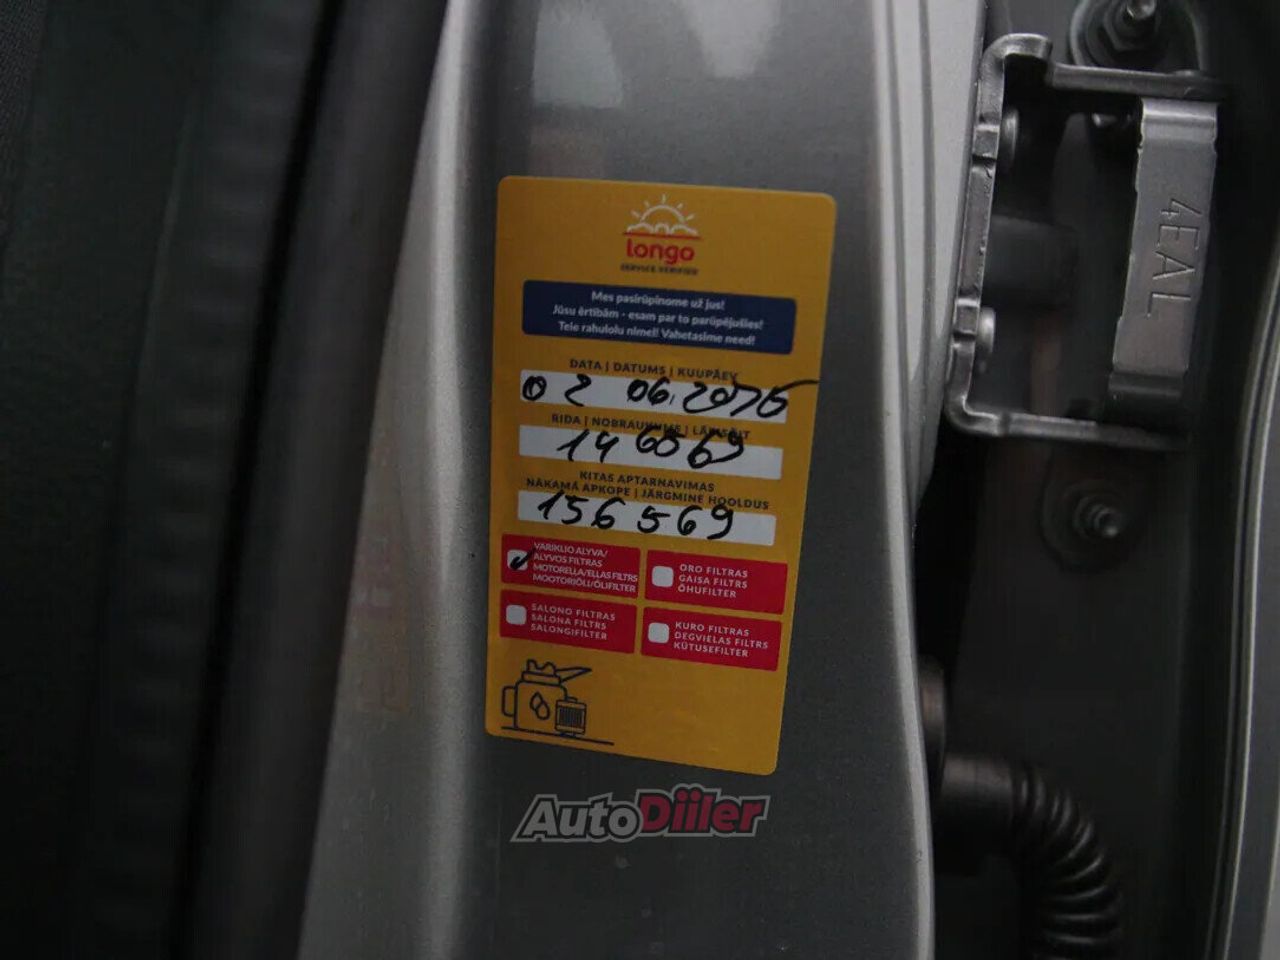 longo
SERVICE VERIFIED
Mes pasirūpinome už jus!
Jūsu ērtībām - esam par to parūpējušies!
Teie rahulolu nimel! Vahetasime need!
DATA | DATUMS | KUUPÄEV
02 06.
RIDA | NOBRAUKUMS | LÄBISÕIT
KITAS APTARNAVIMAS
NĀKAMĀ APKOPE | JÄRGMINE HOOLDUS
156569
VARIKLIO ALYVA/
ALYVOS FILTRAS
MOTOREĻĻA/EĻĻAS FILTRS
MOOTORIÕLI/ÕLIFILTER
ORO FILTRAS
GAISA FILTRS
ÕHUFILTER
SALONO FILTRAS
SALONA FILTRS
SALONGIFILTER
KURO FILTRAS
DEGVIELAS FILTRS
KÜTUSEFILTER
4EAL
AutoDiiler